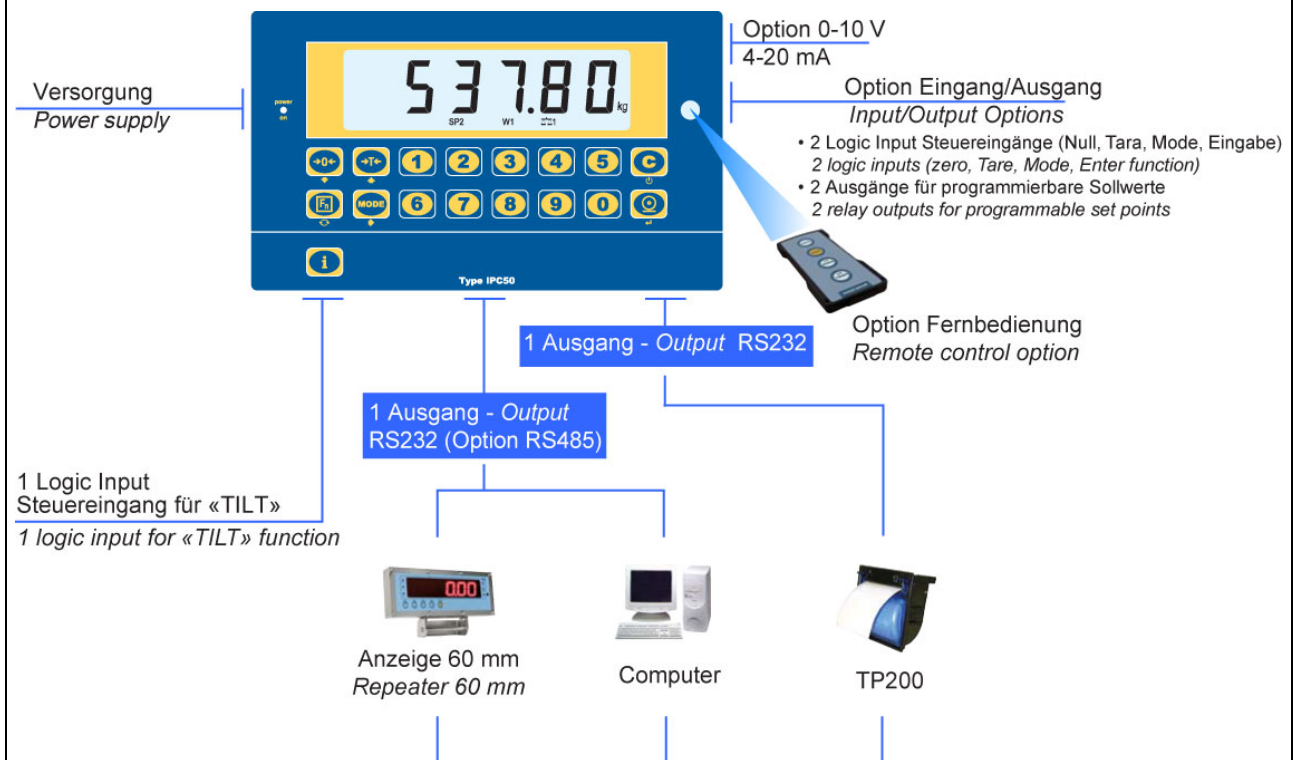 Option 0-10 V
4-20 mA
Versorgung
Power supply
power
on
537.80
kg
SP2 W1
Option Eingang/Ausgang
Input/Output Options
• 2 Logic Input Steuereingänge (Null, Tara, Mode, Eingabe)
2 logic inputs (zero, Tare, Mode, Enter function)
• 2 Ausgänge für programmierbare Sollwerte
2 relay outputs for programmable set points
→0← →T← 1 2 3 4 5 C
Fn MODE 6 7 8 9 0
i
Type IPC50
Option Fernbedienung
Remote control option
1 Ausgang - Output RS232
1 Ausgang - Output
RS232 (Option RS485)
1 Logic Input
Steuereingang für «TILT»
1 logic input for «TILT» function
0.00
Anzeige 60 mm
Repeater 60 mm
Computer
TP200